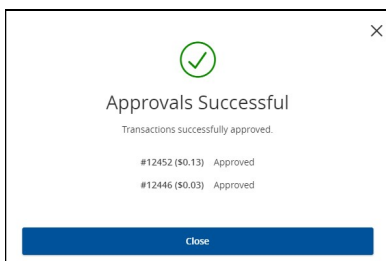 Approvals Successful
Transactions successfully approved.
#12452 ($0.13) Approved
#12446 ($0.03) Approved
Close